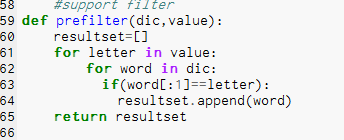 58 #support filter
59 def prefilter(dic,value):
60 resultset=[]
61 for letter in value:
62 for word in dic:
63 if(word[:1]==letter):
64 resultset.append(word)
65 return resultset
66